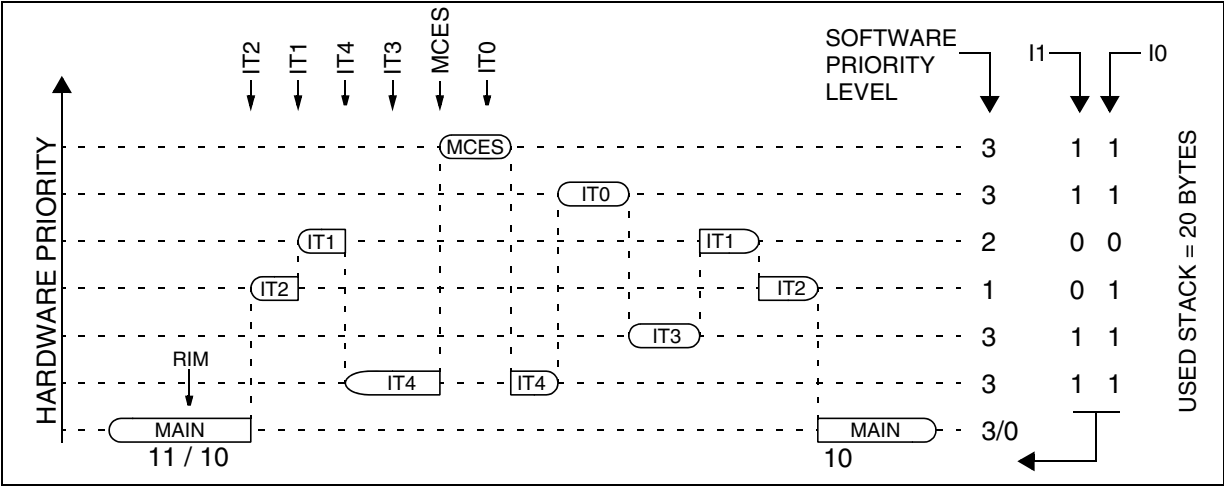 IT2
IT1
IT4
IT3
MCES
IT0
SOFTWARE
PRIORITY
LEVEL
I1
I0
HARDWARE PRIORITY
MCES
3
1 1
IT0
3
1 1
IT1
IT1
2
0 0
IT2
IT2
1
0 1
IT3
3
1 1
RIM
IT4
IT4
3
1 1
MAIN
MAIN
3/0
11 / 10
10
USED STACK = 20 BYTES